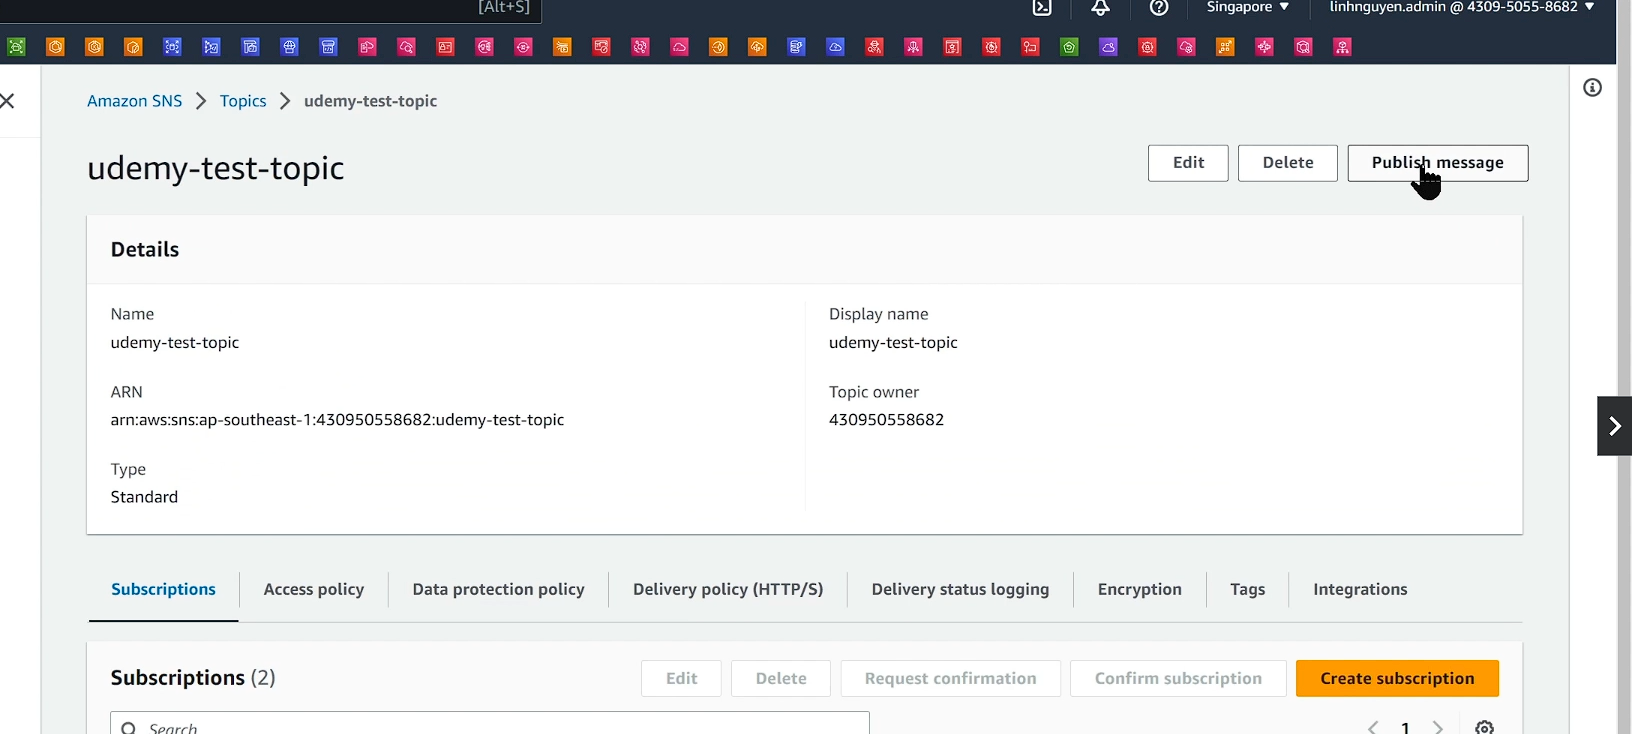 [Alt+S]
Singapore
linhnguyen.admin @ 4309-5055-8682
Amazon SNS
Topics
udemy-test-topic
udemy-test-topic
Edit
Delete
Publish message
Details
Name
udemy-test-topic
Display name
udemy-test-topic
ARN
arn:aws:sns:ap-southeast-1:430950558682:udemy-test-topic
Topic owner
430950558682
Type
Standard
Subscriptions
Access policy
Data protection policy
Delivery policy (HTTP/S)
Delivery status logging
Encryption
Tags
Integrations
Subscriptions (2)
Edit
Delete
Request confirmation
Confirm subscription
Create subscription
Search
1